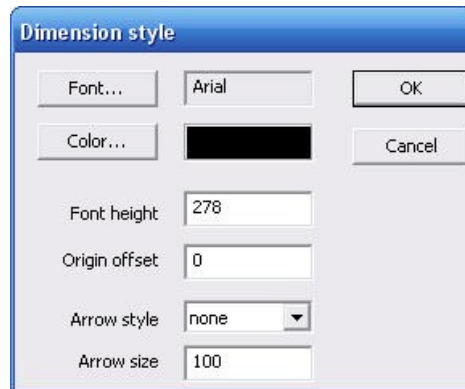 Dimension style
Font... Arial OK
Color... Cancel
Font height 278
Origin offset 0
Arrow style none
Arrow size 100